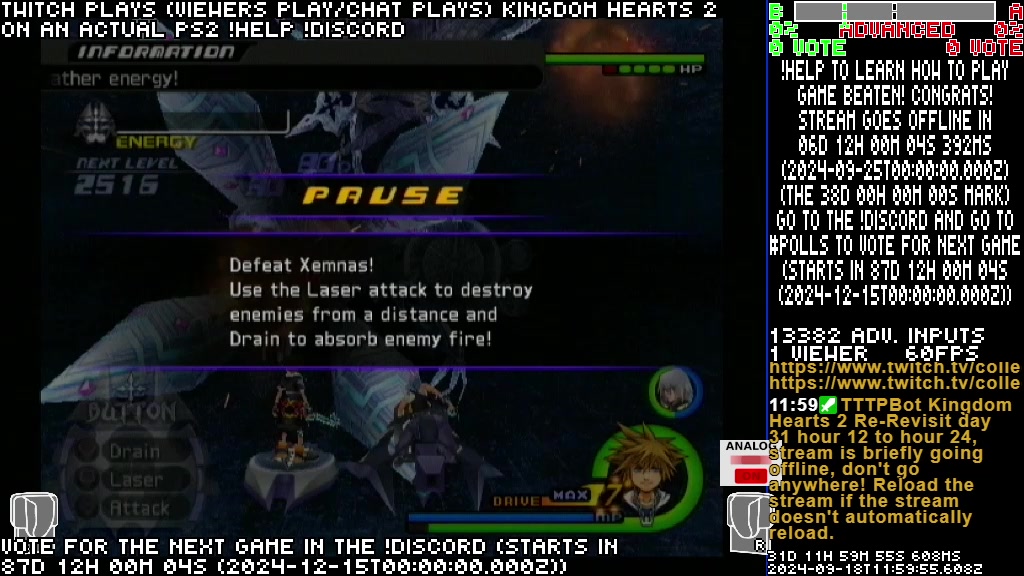 TWITCH PLAYS (VIEWERS PLAY/CHAT PLAYS) KINGDOM HEARTS 2
ON AN ACTUAL PS2 !HELP !DISCORD
INFORMATION
ather energy!
HP
ENERGY
NEXT LEVEL
2516
PAUSE
Defeat Xemnas!
Use the Laser attack to destroy
enemies from a distance and
Drain to absorb enemy fire!
BUTTON
Drain
Laser
Attack
DRIVE MAX 7
MP
ANALOG
R
VOTE FOR THE NEXT GAME IN THE !DISCORD (STARTS IN
87D 12H 00M 04S (2024-12-15T00:00:00.000Z))
B A
0% ADVANCED 0%
0 VOTE 0 VOTE
!HELP TO LEARN HOW TO PLAY
GAME BEATEN! CONGRATS!
STREAM GOES OFFLINE IN
06D 12H 00M 04S 392MS
(2024-09-25T00:00:00.000Z)
(THE 38D 00H 00M 00S MARK)
GO TO THE !DISCORD AND GO TO
#POLLS TO VOTE FOR NEXT GAME
(STARTS IN 87D 12H 00M 04S
(2024-12-15T00:00:00.000Z))
13382 ADV. INPUTS
1 VIEWER 60FPS
https://www.twitch.tv/colle
https://www.twitch.tv/colle
11:59 TTTPBot Kingdom
Hearts 2 Re-Revisit day
31 hour 12 to hour 24,
stream is briefly going
offline, don't go
anywhere! Reload the
stream if the stream
doesn't automatically
reload.
31D 11H 59M 55S 608MS
2024-09-18T11:59:55.608Z